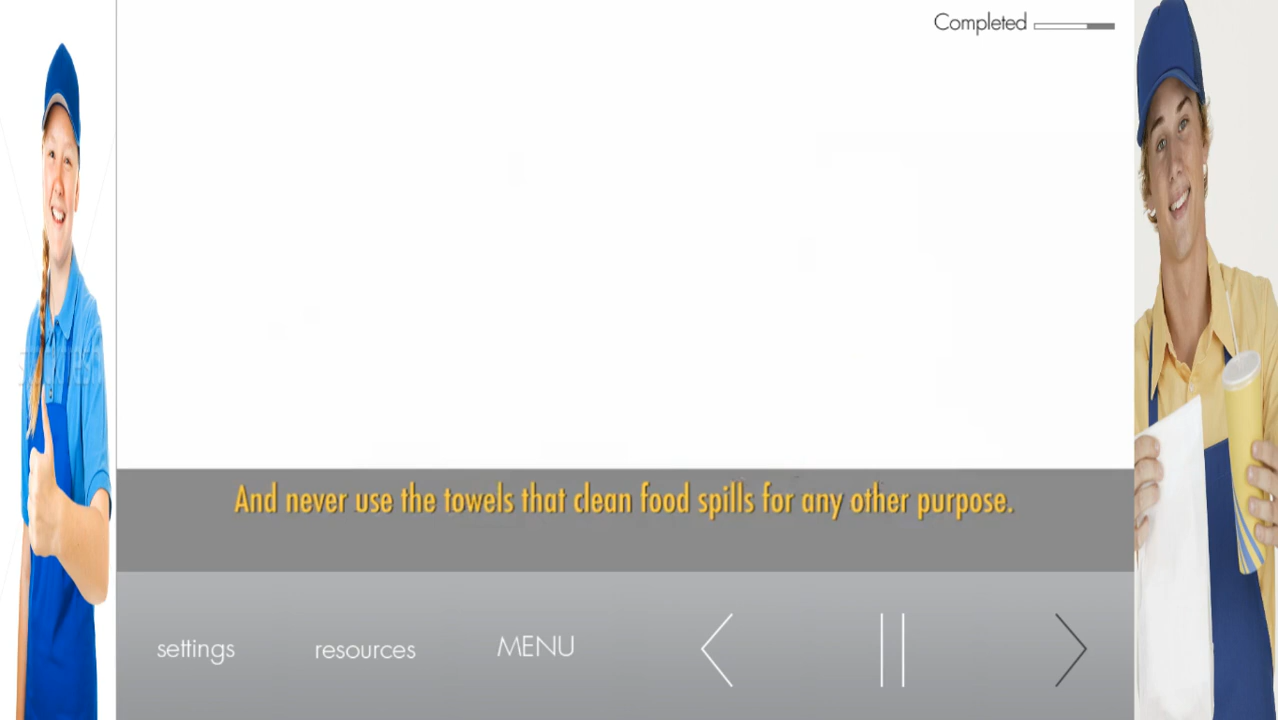 Completed
And never use the towels that clean food spills for any other purpose.
settings resources MENU